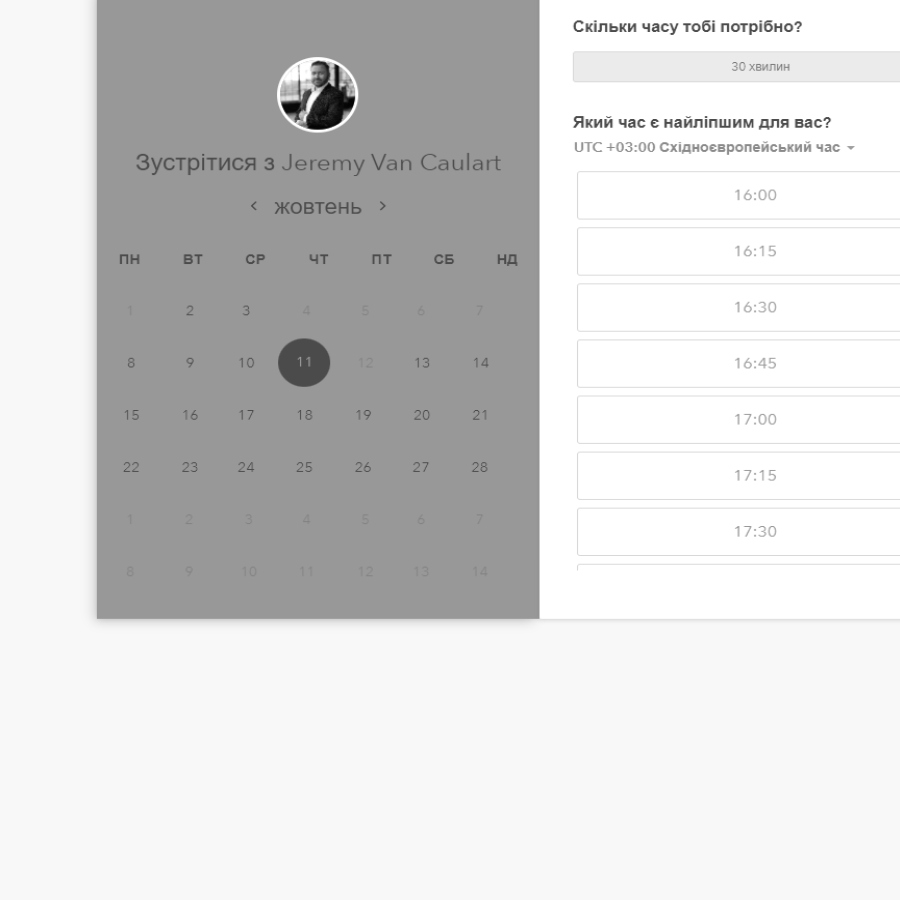 Зустрітися з Jeremy Van Caulart
жовтень
ПН ВТ СР ЧТ ПТ СБ НД
1 2 3 4 5 6 7
8 9 10 11 12 13 14
15 16 17 18 19 20 21
22 23 24 25 26 27 28
1 2 3 4 5 6 7
8 9 10 11 12 13 14
Скільки часу тобі потрібно?
30 хвилин
Який час є найліпшим для вас?
UTC +03:00 Східноєвропейський час
16:00
16:15
16:30
16:45
17:00
17:15
17:30